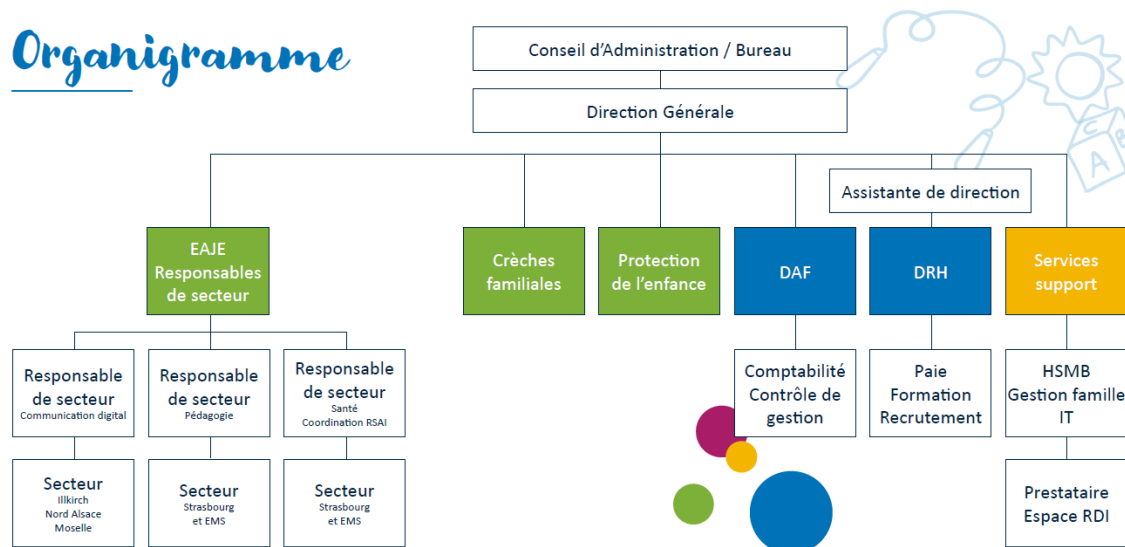 Organigramme
Conseil d'Administration / Bureau
Direction Générale
Assistante de direction
EAJE
Responsables
de secteur
Crèches
familiales
Protection
de l'enfance
DAF
DRH
Services
support
Responsable
de secteur
Communication digital
Responsable
de secteur
Pédagogie
Responsable
de secteur
Santé
Coordination RSAI
Comptabilité
Contrôle de
gestion
Paie
Formation
Recrutement
HSMB
Gestion famille
IT
Secteur
Illkirch
Nord Alsace
Moselle
Secteur
Strasbourg
et EMS
Secteur
Strasbourg
et EMS
Prestataire
Espace RDI
C
A
B